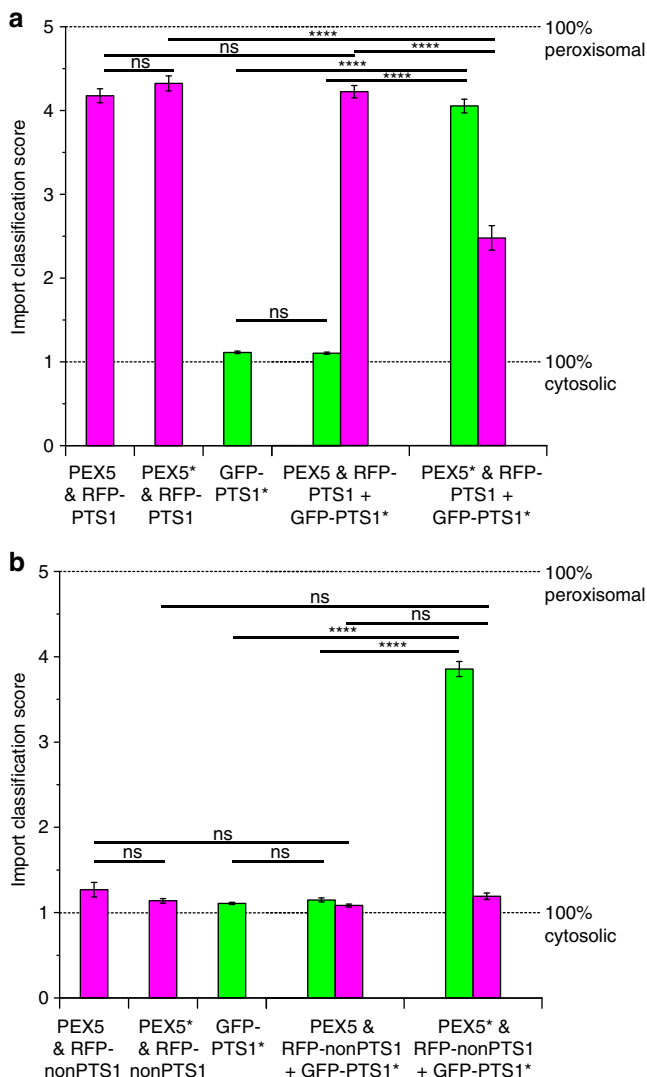 a
5
4
3
2
1
0
Import classification score
100%
peroxisomal
100%
cytosolic
****
ns
****
ns
****
****
ns
PEX5
& RFP-
PTS1
PEX5*
& RFP-
PTS1
GFP-
PTS1*
PEX5 & RFP-
PTS1 +
GFP-PTS1*
PEX5* & RFP-
PTS1 +
GFP-PTS1*
b
5
4
3
2
1
0
Import classification score
100%
peroxisomal
100%
cytosolic
ns
ns
****
****
ns
ns
ns
PEX5
& RFP-
nonPTS1
PEX5*
& RFP-
nonPTS1
GFP-
PTS1*
PEX5 &
RFP-nonPTS1
+ GFP-PTS1*
PEX5* &
RFP-nonPTS1
+ GFP-PTS1*